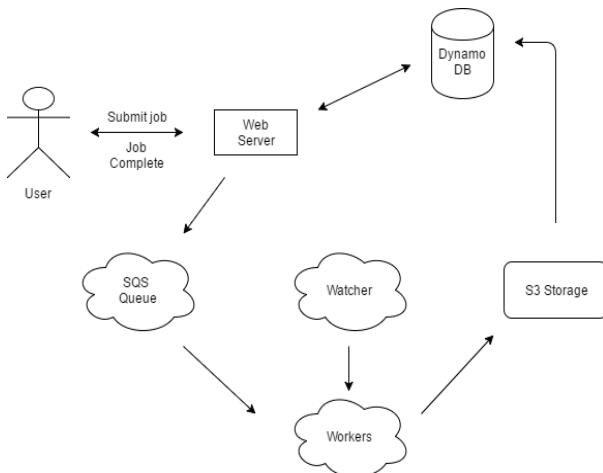 Dynamo
DB
Submit job
Web
Server
Job
Complete
User
SQS
Queue
Watcher
S3 Storage
Workers